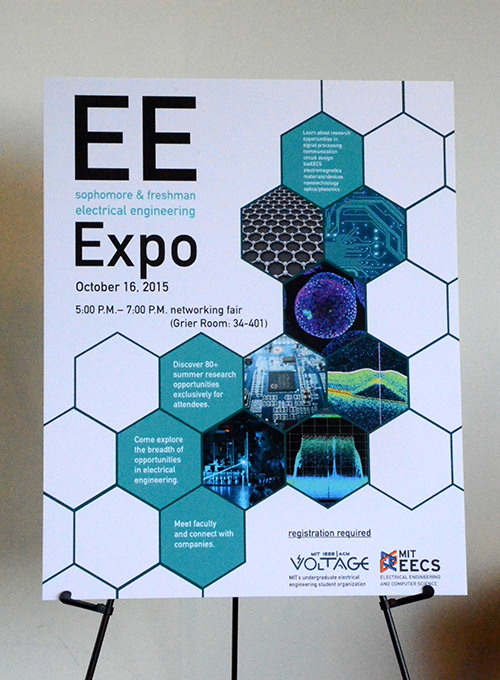 EE
sophomore & freshman
electrical engineering
Expo
October 16, 2015
5:00 P.M.– 7:00 P.M. networking fair
(Grier Room: 34-401)
Learn about research
opportunities in
signal processing
communication
circuit design
bioEECS
electromagnetics
materials/devices
nanotechnology
optics/photonics
Discover 80+
summer research
opportunities
exclusively for
attendees.
Come explore
the breadth of
opportunities
in electrical
engineering.
Meet faculty
and connect with
companies.
registration required
MIT IEEE|ACM
VOLTAGE
MIT's undergraduate electrical
engineering student organization
MIT
EECS
ELECTRICAL ENGINEERING
AND COMPUTER SCIENCE